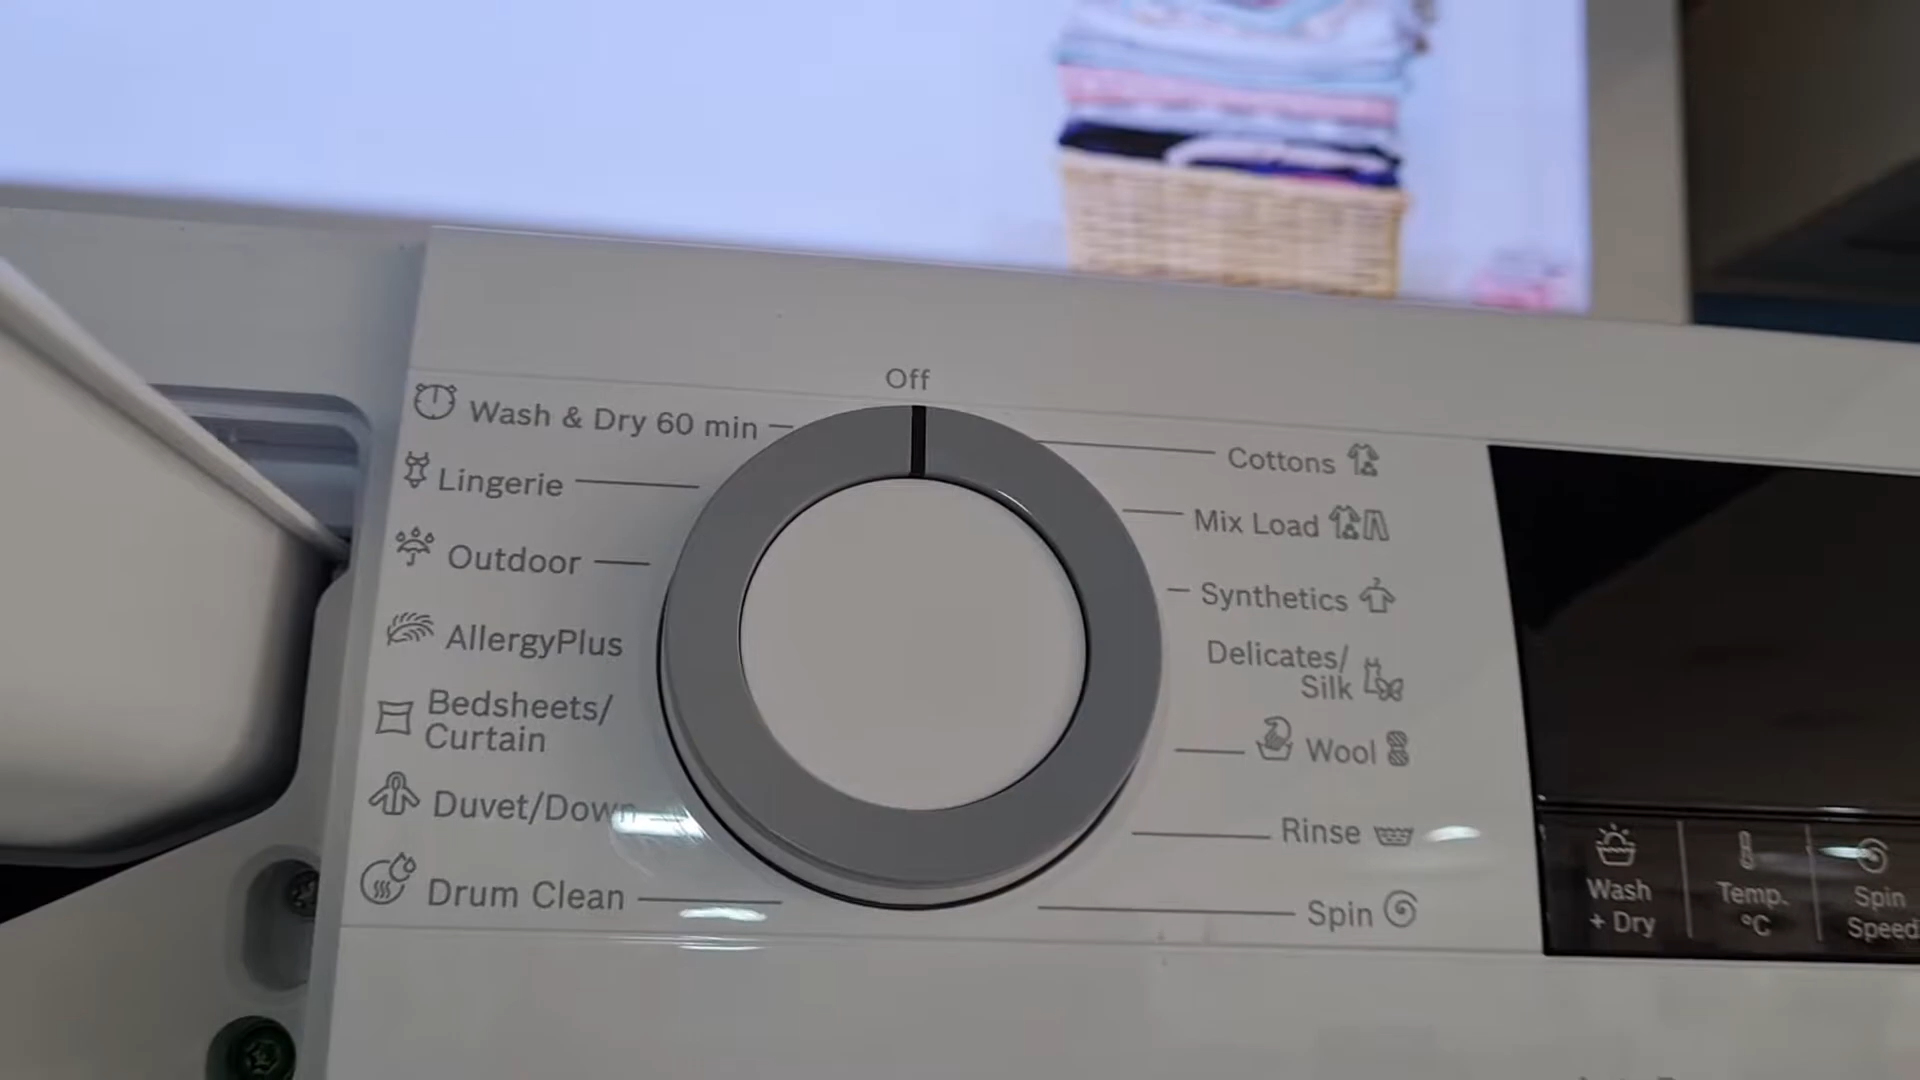 Off
Wash & Dry 60 min
Lingerie
Outdoor
AllergyPlus
Bedsheets/
Curtain
Duvet/Down
Drum Clean
Cottons
Mix Load
Synthetics
Delicates/
Silk
Wool
Rinse
Spin
Wash
+ Dry
Temp.
°C
Spin
Speed